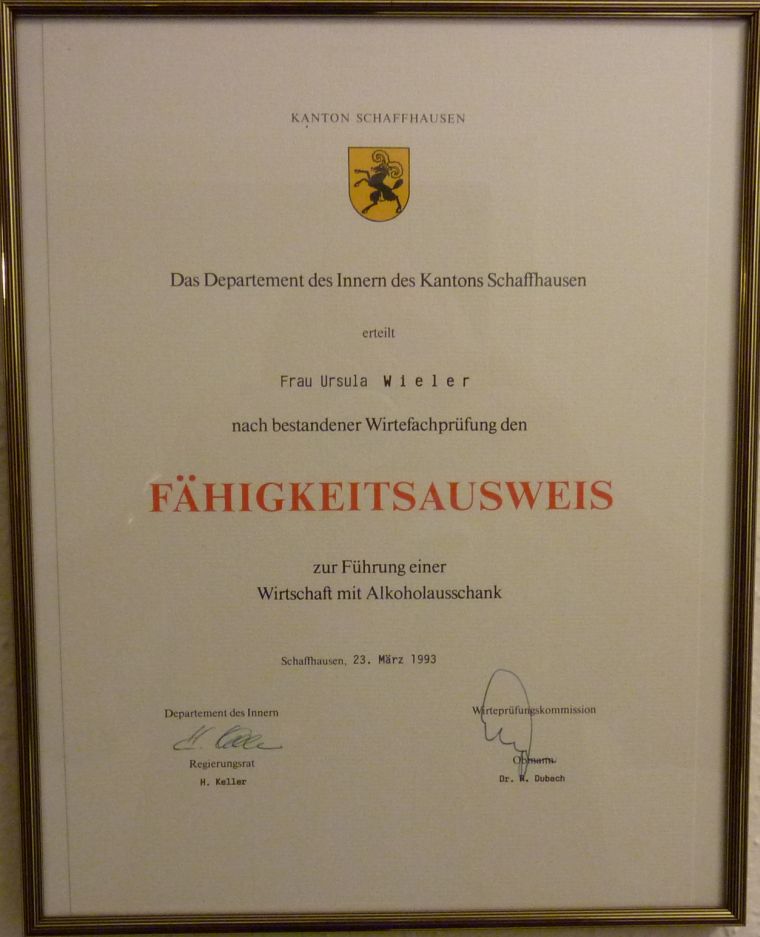 KANTON SCHAFFHAUSEN
Das Departement des Innern des Kantons Schaffhausen
erteilt
Frau Ursula Wieler
nach bestandener Wirtefachprüfung den
FÄHIGKEITSAUSWEIS
zur Führung einer
Wirtschaft mit Alkoholausschank
Schaffhausen, 23. März 1993
Departement des Innern
Wirteprüfungskommission
H. Keller
Regierungsrat
Obmann
H. Keller
Dr. Dubach